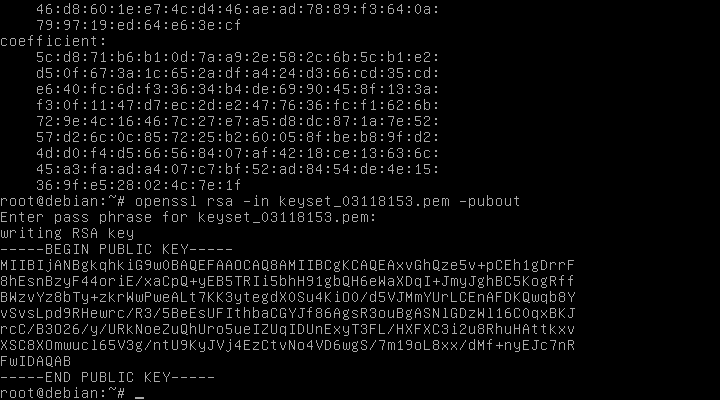 46:d8:60:1e:e7:4c:d4:46:ae:ad:78:89:f3:64:0a:
79:97:19:ed:64:e6:3e:cf
coefficient:
5c:d8:71:b6:b1:0d:7a:a9:2e:58:2c:6b:5c:b1:e2:
d5:0f:67:3a:1c:65:2a:df:a4:24:d3:66:cd:35:cd:
e6:40:fc:6d:f3:36:34:b4:de:69:90:45:8f:13:3a:
f3:0f:11:47:d7:ec:2d:e2:47:76:36:fc:f1:62:6b:
72:9e:4c:16:46:7c:27:e7:a5:d8:dc:87:1a:7e:52:
57:d2:6c:0c:85:72:25:b2:60:05:8f:be:b8:9f:d2:
4d:d0:f4:d5:66:56:84:07:af:42:18:ce:13:63:6c:
45:a3:fa:ad:a4:07:c7:bf:52:ad:84:54:de:4e:15:
36:9f:e5:28:02:4c:7e:1f
root@debian:~# openssl rsa -in keyset_03118153.pem -pubout
Enter pass phrase for keyset_03118153.pem:
writing RSA key
-----BEGIN PUBLIC KEY-----
MIIBIjANBgkqhkiG9w0BAQEFAAOCAQ8AMIIBCgKCAQEAxvGhQze5v+pCEh1gDrrF
8hEsnBzyF44oriE/xaCpQ+yEB5TRIi5bhH91gbQH6eWaXDqI+JmyJghBC5KogRff
BWzvYz8bTy+zkrWwPweALt7KK3ytegdX0Su4KiO0/d5VJMmYUrLCEnAFDKQwqb8Y
vSvsLpd9RHewrc/R3/5BeEsUFIthbaCGYJf86AgsR3ouBgASNlGDzWl16C0qxBKJ
rcC/B3O26/y/URkNoeZuQhUro5ueIZUqIDUnExyT3FL/HXFXC3i2u8RhuHAttkxv
XSC8XOmwucl65V3g/ntU9KyJVj4EzCtvNo4VD6wgS/7m19oL8xx/dMf+nyEJc7nR
FwIDAQAB
-----END PUBLIC KEY-----
root@debian:~# _